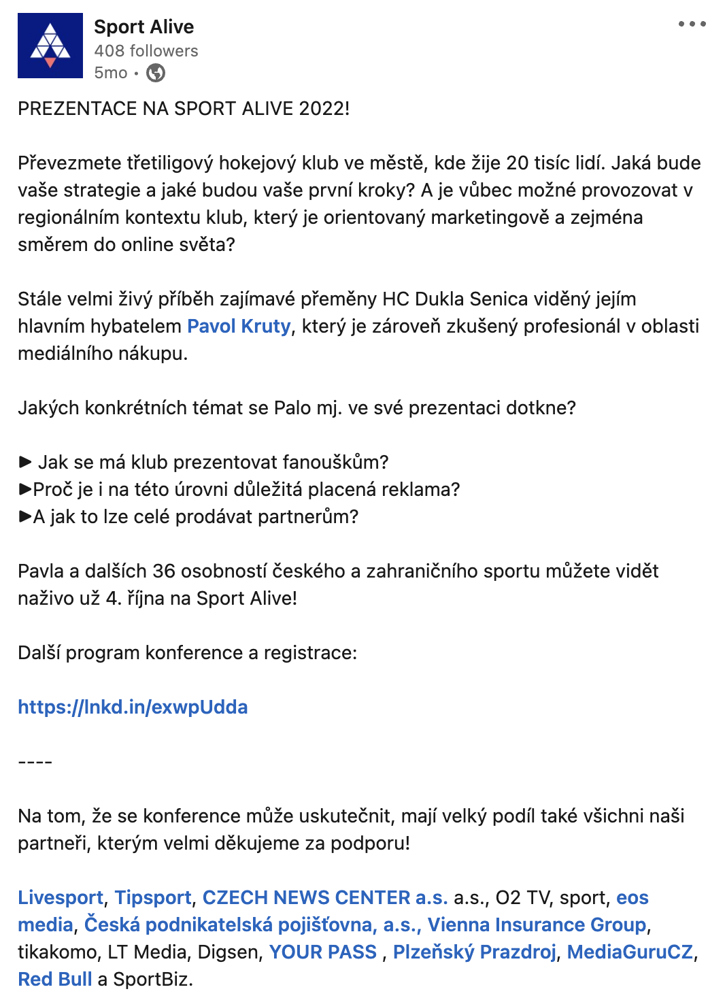 Sport Alive
408 followers
5mo •
PREZENTACE NA SPORT ALIVE 2022!
Převezmete třetiligový hokejový klub ve městě, kde žije 20 tisíc lidí. Jaká bude
vaše strategie a jaké budou vaše první kroky? A je vůbec možné provozovat v
regionálním kontextu klub, který je orientovaný marketingově a zejména
směrem do online světa?
Stále velmi živý příběh zajímavé přeměny HC Dukla Senica viděný jejím
hlavním hybatelem Pavol Kruty, který je zároveň zkušený profesionál v oblasti
mediálního nákupu.
Jakých konkrétních témat se Palo mj. ve své prezentaci dotkne?
► Jak se má klub prezentovat fanouškům?
►Proč je i na této úrovni důležitá placená reklama?
►A jak to lze celé prodávat partnerům?
Pavla a dalších 36 osobností českého a zahraničního sportu můžete vidět
naživo už 4. října na Sport Alive!
Další program konference a registrace:
https://lnkd.in/exwpUdda
----
Na tom, že se konference může uskutečnit, mají velký podíl také všichni naši
partneři, kterým velmi děkujeme za podporu!
Livesport, Tipsport, CZECH NEWS CENTER a.s. a.s., O2 TV, sport, eos
media, Česká podnikatelská pojišťovna, a.s., Vienna Insurance Group,
tikakomo, LT Media, Digsen, YOUR PASS , Plzeňský Prazdroj, MediaGuruCZ,
Red Bull a SportBiz.